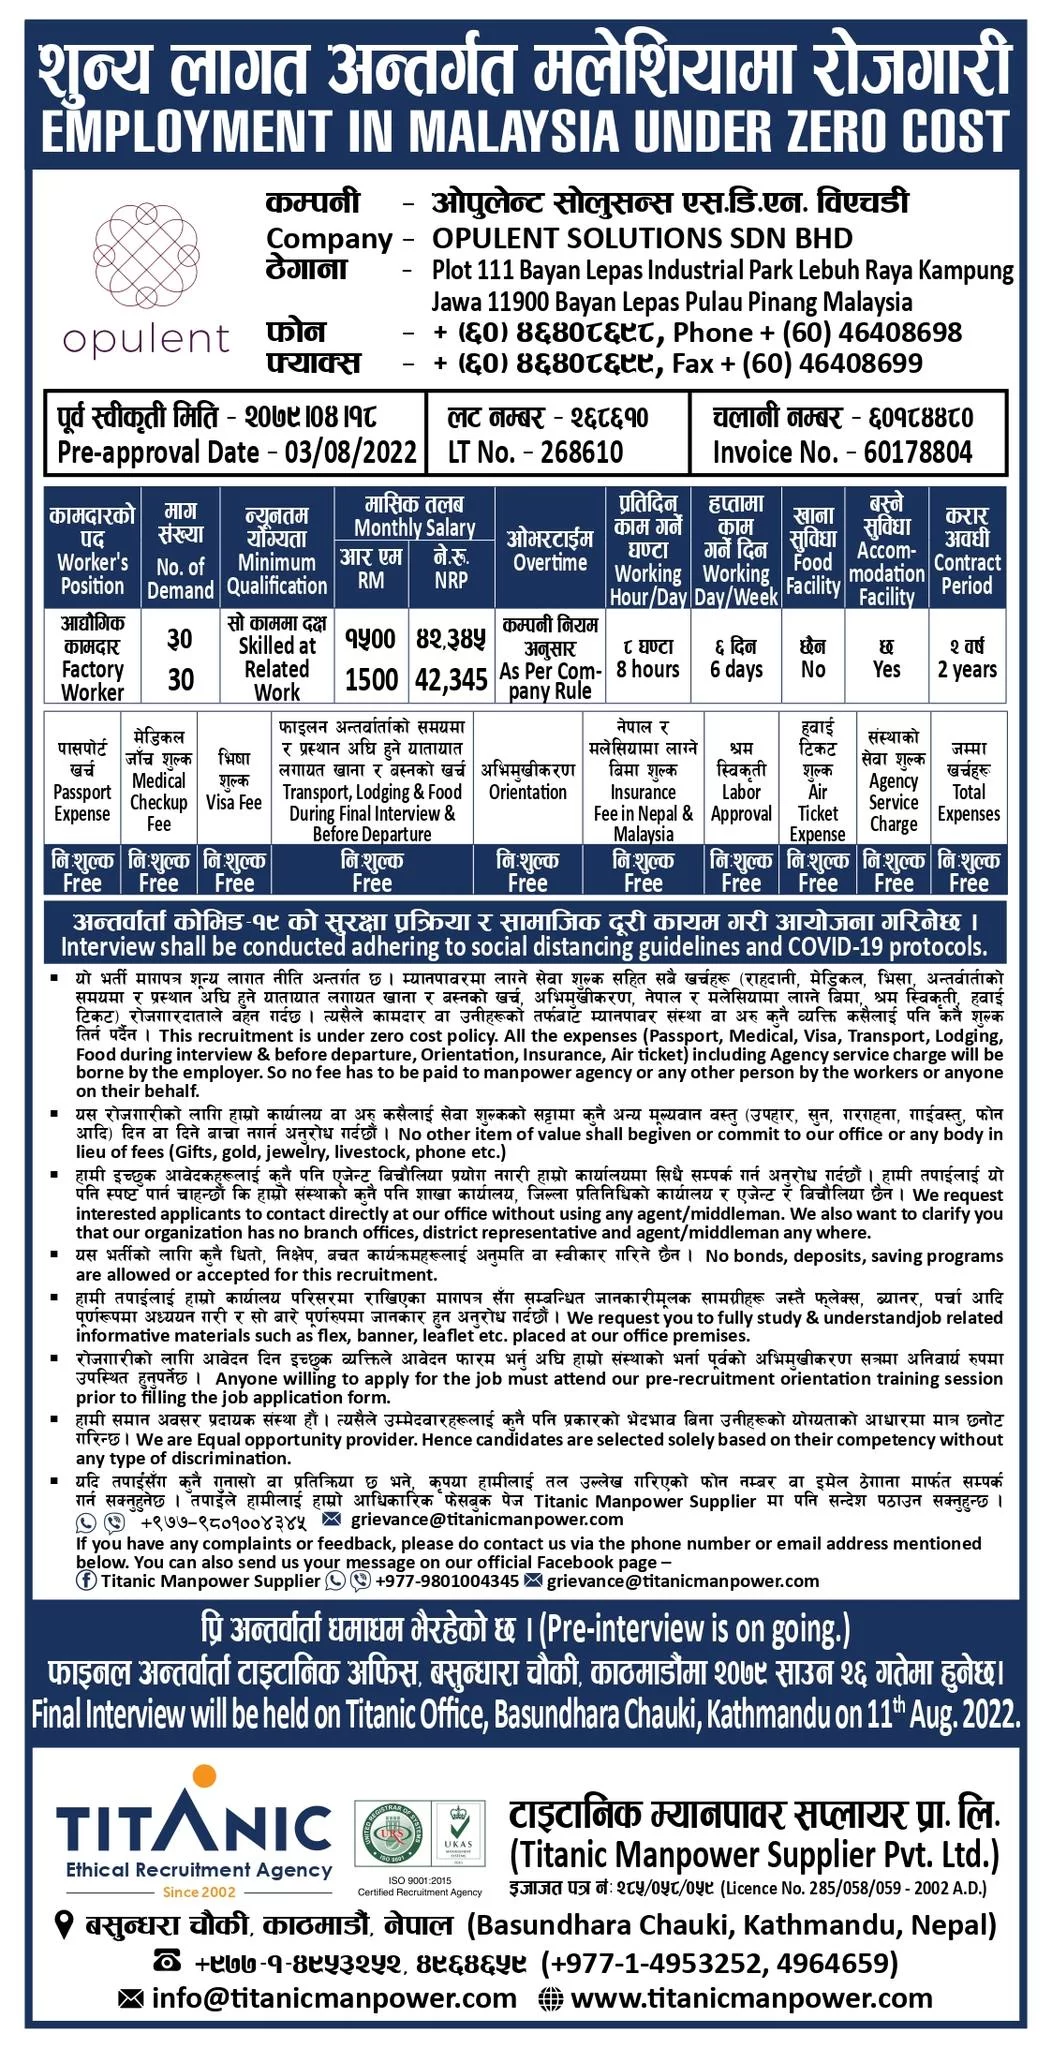 शुन्य लागत अन्तर्गत मलेशियामा रोजगारी
EMPLOYMENT IN MALAYSIA UNDER ZERO COST
opulent
कम्पनी - ओपुलेन्ट सोलुसन्स एस.डि.एन. विएचडी
Company - OPULENT SOLUTIONS SDN BHD
ठेगाना - Plot 111 Bayan Lepas Industrial Park Lebuh Raya Kampung
Jawa 11900 Bayan Lepas Pulau Pinang Malaysia
फोन - + (६०) ४६४०८६९८, Phone + (60) 46408698
फ्याक्स - + (६०) ४६४०८६९९, Fax + (60) 46408699
पूर्व स्वीकृती मिति - २०७९।०४।१८
Pre-approval Date - 03/08/2022
लट नम्बर - २६८६१०
LT No. - 268610
चलानी नम्बर - ६०१८४४८०
Invoice No. - 60178804
कामदारको पद Worker's Position
माग संख्या No. of Demand
न्यूनतम योग्यता Minimum Qualification
मासिक तलब Monthly Salary
आर एम RM
ने.रु. NRP
ओभरटाईम Overtime
प्रतिदिन काम गर्ने घण्टा Working Hour/Day
हप्तामा काम गर्ने दिन Working Day/Week
खाना सुविधा Food Facility
बस्ने सुविधा Accom-modation Facility
करार अवधी Contract Period
आद्यौगिक कामदार Factory Worker
३० 30
सो काममा दक्ष Skilled at Related Work
१५00 1500
४२,३४५ 42,345
कम्पनी नियम अनुसार As Per Com-pany Rule
८ घण्टा 8 hours
६ दिन 6 days
छैन No
छ Yes
२ वर्ष 2 years
पासपोर्ट खर्च Passport Expense
मेडिकल जाँच शुल्क Medical Checkup Fee
भिषा शुल्क Visa Fee
फाइलन अन्तर्वार्ताको समयमा र प्रस्थान अघि हुने यातायात लगायत खाना र बस्नको खर्च Transport, Lodging & Food During Final Interview & Before Departure
अभिमुखीकरण Orientation
नेपाल र मलेसियामा लाग्ने बिमा शुल्क Insurance Fee in Nepal & Malaysia
श्रम स्विकृती Labor Approval
हवाई टिकट शुल्क Air Ticket Expense
संस्थाको सेवा शुल्क Agency Service Charge
जम्मा खर्चहरू Total Expenses
नि:शुल्क नि:शुल्क नि:शुल्क नि:शुल्क नि:शुल्क नि:शुल्क नि:शुल्क नि:शुल्क नि:शुल्क नि:शुल्क
Free Free Free Free Free Free Free Free Free Free
अन्तर्वार्ता कोभिड-१९ को सुरक्षा प्रक्रिया र सामाजिक दूरी कायम गरी आयोजना गरिनेछ ।
Interview shall be conducted adhering to social distancing guidelines and COVID-19 protocols.
▪ यो भर्ती मागपत्र शून्य लागत नीति अन्तर्गत छ । म्यानपावरमा लाग्ने सेवा शुल्क सहित सबै खर्चहरू (राहदानी, मेडिकल, भिसा, अन्तर्वार्ताको
समयमा र प्रस्थान अघि हुने यातायात लगायत खाना र बस्नको खर्च, अभिमुखीकरण, नेपाल र मलेसियामा लाग्ने बिमा, श्रम स्विकृती, हवाई
टिकट) रोजगारदाताले बहन गर्दछ । त्यसैले कामदार वा उनीहरूको तर्फबाट म्यानपावर संस्था वा अरु कुनै व्यक्ति कसैलाई पनि कुनै शुल्क
तिर्न पर्दैन । This recruitment is under zero cost policy. All the expenses (Passport, Medical, Visa, Transport, Lodging,
Food during interview & before departure, Orientation, Insurance, Air ticket) including Agency service charge will be
borne by the employer. So no fee has to be paid to manpower agency or any other person by the workers or anyone
on their behalf.
▪ यस रोजगारीको लागि हाम्रो कार्यालय वा अरु कसैलाई सेवा शुल्कको सट्टामा कुनै अन्य मूल्यवान वस्तु (उपहार, सुन, गरगहना, गाईवस्तु, फोन
आदि) दिन वा दिने बाचा नगर्न अनुरोध गर्दछौं । No other item of value shall begiven or commit to our office or any body in
lieu of fees (Gifts, gold, jewelry, livestock, phone etc.)
▪ हामी इच्छुक आवेदकहरूलाई कुनै पनि एजेन्ट बिचौलिया प्रयोग नगरी हाम्रो कार्यालयमा सिधै सम्पर्क गर्न अनुरोध गर्दछौं । हामी तपाईलाई यो
पनि स्पष्ट पार्न चाहन्छौं कि हाम्रो संस्थाको कुनै पनि शाखा कार्यालय, जिल्ला प्रतिनिधिको कार्यालय र एजेन्ट र बिचौलिया छैन । We request
interested applicants to contact directly at our office without using any agent/middleman. We also want to clarify you
that our organization has no branch offices, district representative and agent/middleman any where.
▪ यस भर्तीको लागि कुनै धितो, निक्षेप, बचत कार्यक्रमहरूलाई अनुमति वा स्वीकार गरिने छैन । No bonds, deposits, saving programs
are allowed or accepted for this recruitment.
▪ हामी तपाईलाई हाम्रो कार्यालय परिसरमा राखिएका मागपत्र सँग सम्बन्धित जानकारीमूलक सामग्रीहरू जस्तै फ्लेक्स, ब्यानर, पर्चा आदि
पूर्णरूपमा अध्ययन गरी र सो बारे पूर्णरुपमा जानकार हुन अनुरोध गर्दछौं । We request you to fully study & understandjob related
informative materials such as flex, banner, leaflet etc. placed at our office premises.
▪ रोजगारीको लागि आवेदन दिन इच्छुक व्यक्तिले आवेदन फारम भर्नु अघि हाम्रो संस्थाको भर्ना पूर्वको अभिमुखीकरण सत्रमा अनिवार्य रुपमा
उपस्थित हुनुपर्नेछ । Anyone willing to apply for the job must attend our pre-recruitment orientation training session
prior to filling the job application form.
▪ हामी समान अवसर प्रदायक संस्था हौं । त्यसैले उम्मेदवारहरूलाई कुनै पनि प्रकारको भेदभाव बिना उनीहरूको योग्यताको आधारमा मात्र छनोट
गरिन्छ । We are Equal opportunity provider. Hence candidates are selected solely based on their competency without
any type of discrimination.
▪ यदि तपाईसँग कुनै गुनासो वा प्रतिक्रिया छ भने, कृपया हामीलाई तल उल्लेख गरिएको फोन नम्बर वा इमेल ठेगाना मार्फत सम्पर्क
गर्न सक्नुहुनेछ । तपाईले हामीलाई हाम्रो आधिकारिक फेसबुक पेज Titanic Manpower Supplier मा पनि सन्देश पठाउन सक्नुहुन्छ ।
+९७७-९८०१००४३४५ grievance@titanicmanpower.com
If you have any complaints or feedback, please do contact us via the phone number or email address mentioned
below. You can also send us your message on our official Facebook page –
Titanic Manpower Supplier +977-9801004345 grievance@titanicmanpower.com
प्रि अन्तर्वार्ता धमाधम भैरहेको छ । (Pre-interview is on going.)
फाइनल अन्तर्वार्ता टाइटानिक अफिस, बसुन्धारा चौकी, काठमाडौंमा २०७९ साउन २६ गतेमा हुनेछ।
Final Interview will be held on Titanic Office, Basundhara Chauki, Kathmandu on 11th Aug. 2022.
TITANIC
Ethical Recruitment Agency
Since 2002
UNITED REGISTRAR OF SYSTEMS
URS
ISO 9001
UKAS
MANAGEMENT SYSTEMS
ISO 9001:2015
Certified Recruitment Agency
टाइटानिक म्यानपावर सप्लायर प्रा. लि.
(Titanic Manpower Supplier Pvt. Ltd.)
इजाजत पत्र नं: २८५/०५८/०५९ (Licence No. 285/058/059 - 2002 A.D.)
बसुन्धरा चौकी, काठमाडौं, नेपाल (Basundhara Chauki, Kathmandu, Nepal)
+९७७-१-४९५३२५२, ४९६४६५९ (+977-1-4953252, 4964659)
info@titanicmanpower.com www.titanicmanpower.com